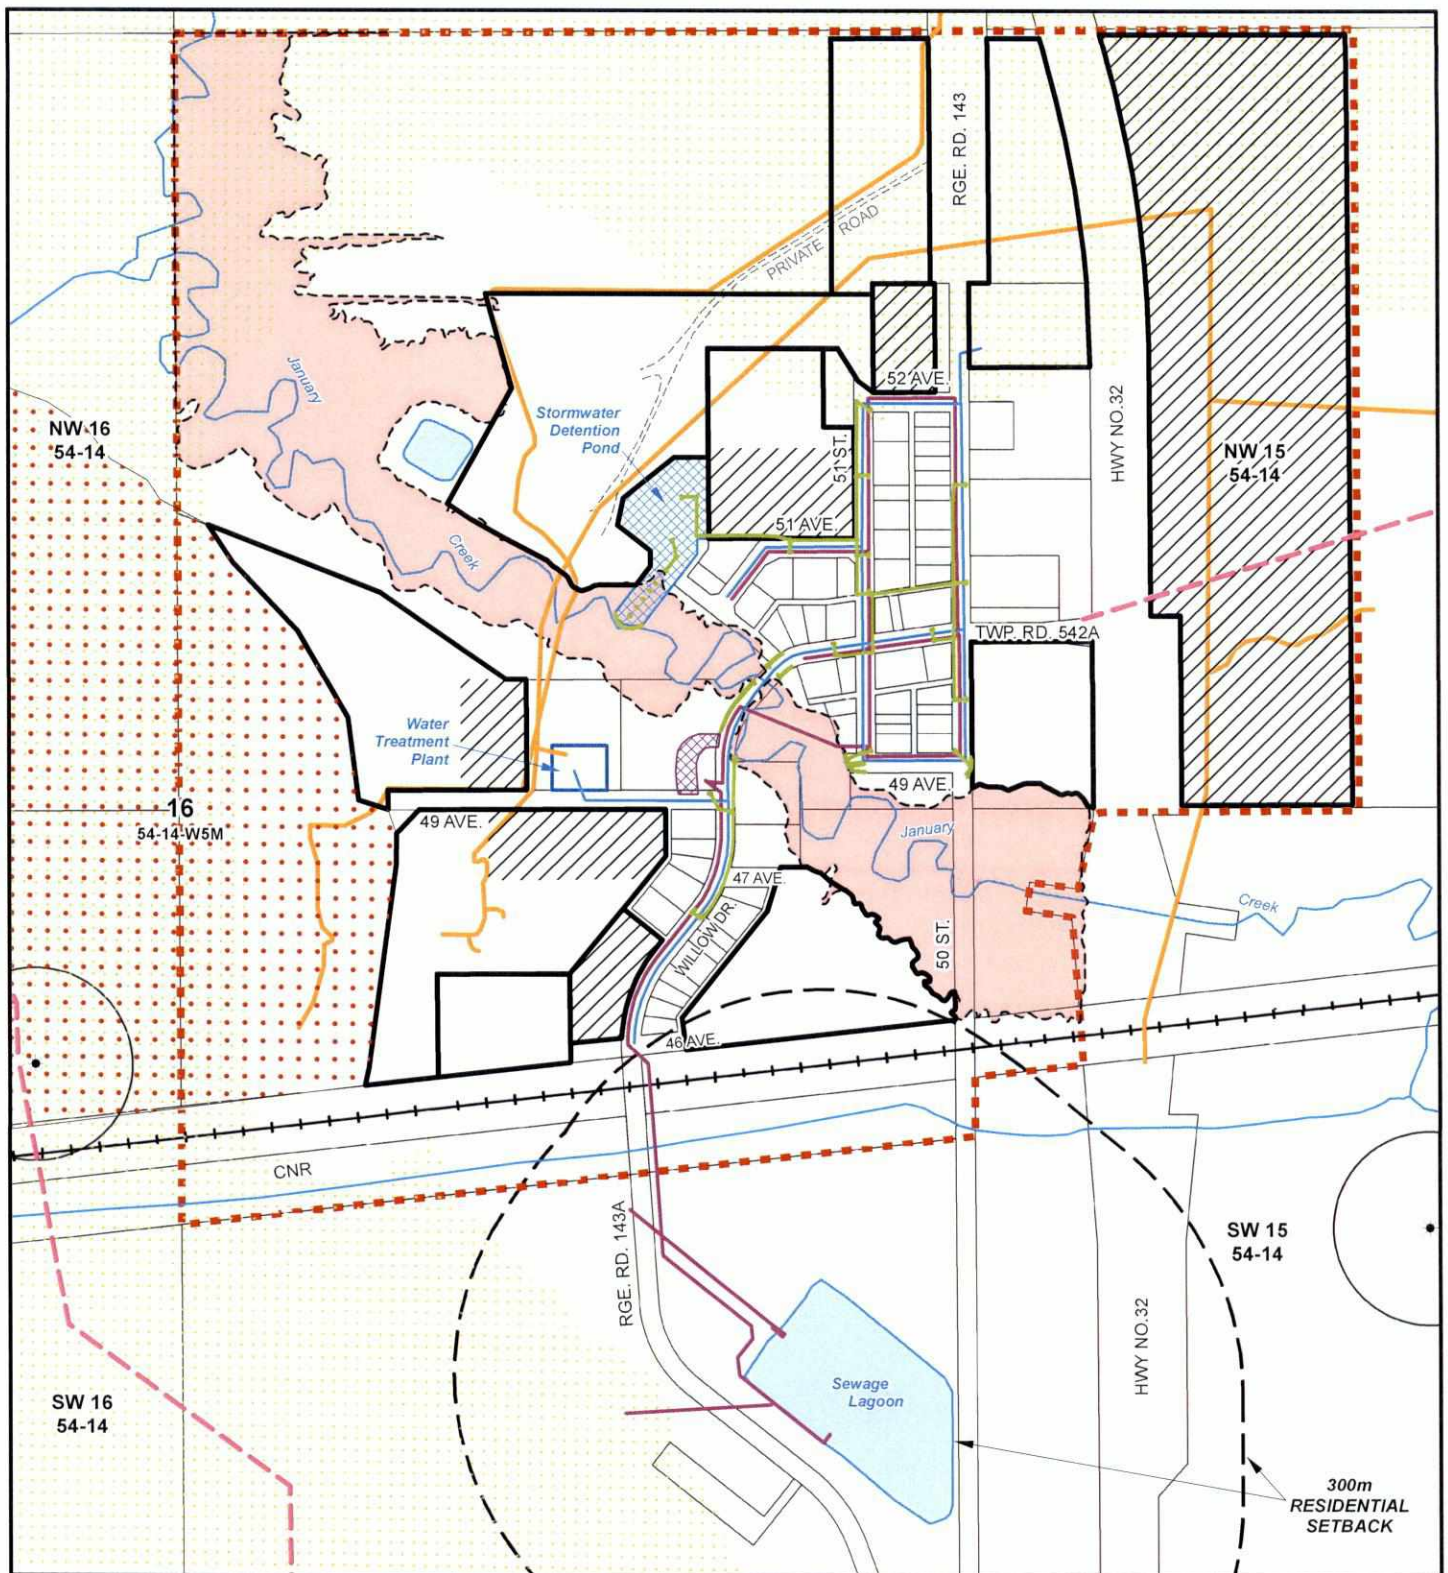 RGE. RD. 143
PRIVATE ROAD
January
52 AVE.
HWY NO.32
Stormwater
Detention
Pond
51 ST.
NW 16
54-14
NW 15
54-14
51 AVE.
Creek
TWP. RD. 542A
Water
Treatment
Plant
49 AVE.
16
54-14-W5M
49 AVE.
January
47 AVE.
Creek
WILLOW DR.
50 ST.
46 AVE.
CNR
RGE. RD. 143A
SW 15
54-14
HWY NO.32
Sewage
Lagoon
SW 16
54-14
300m
RESIDENTIAL
SETBACK